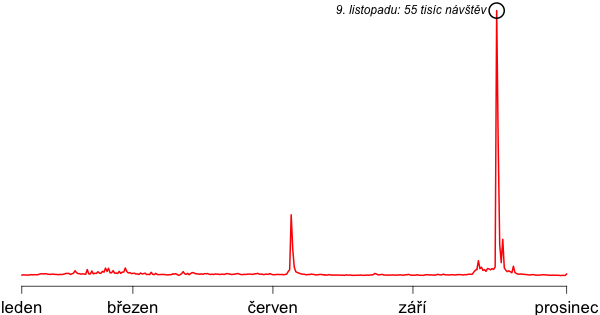 9. listopadu: 55 tisíc návštěv
leden březen červen září prosinec